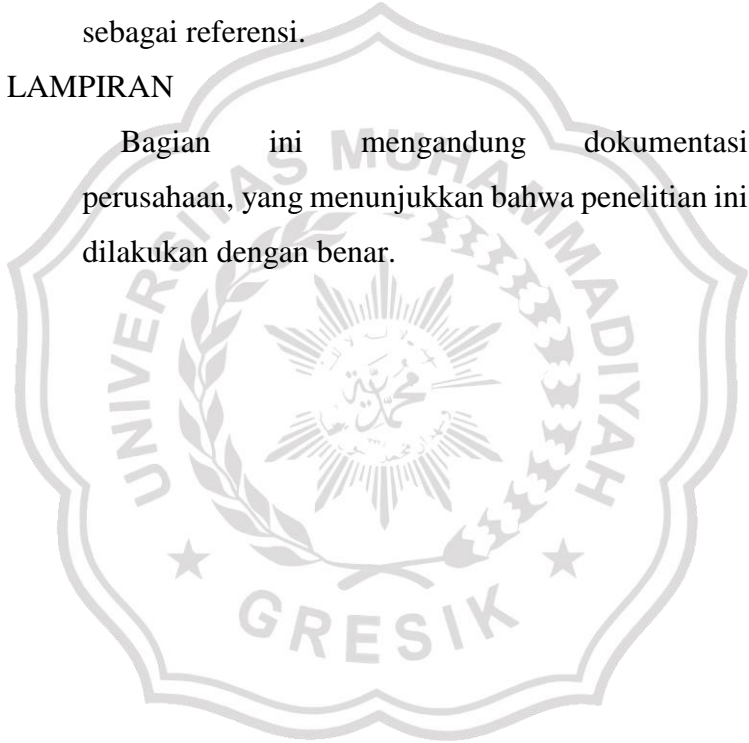 sebagai referensi.
LAMPIRAN
Bagian ini mengandung dokumentasi
perusahaan, yang menunjukkan bahwa penelitian ini
dilakukan dengan benar.
UNIVERSITAS MUHAMMADIYAH
GRESIK